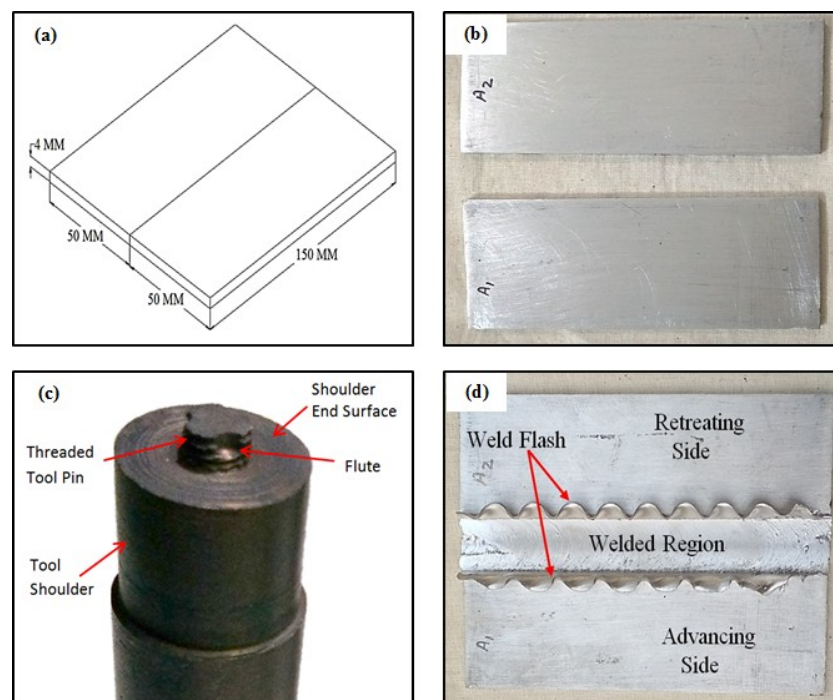 (a)
4 MM
50 MM
50 MM
150 MM
(b)
A2
A1
(c)
Shoulder
End Surface
Threaded
Tool Pin
Flute
Tool
Shoulder
(d)
Weld Flash
Retreating
Side
A2
Welded Region
A1
Advancing
Side